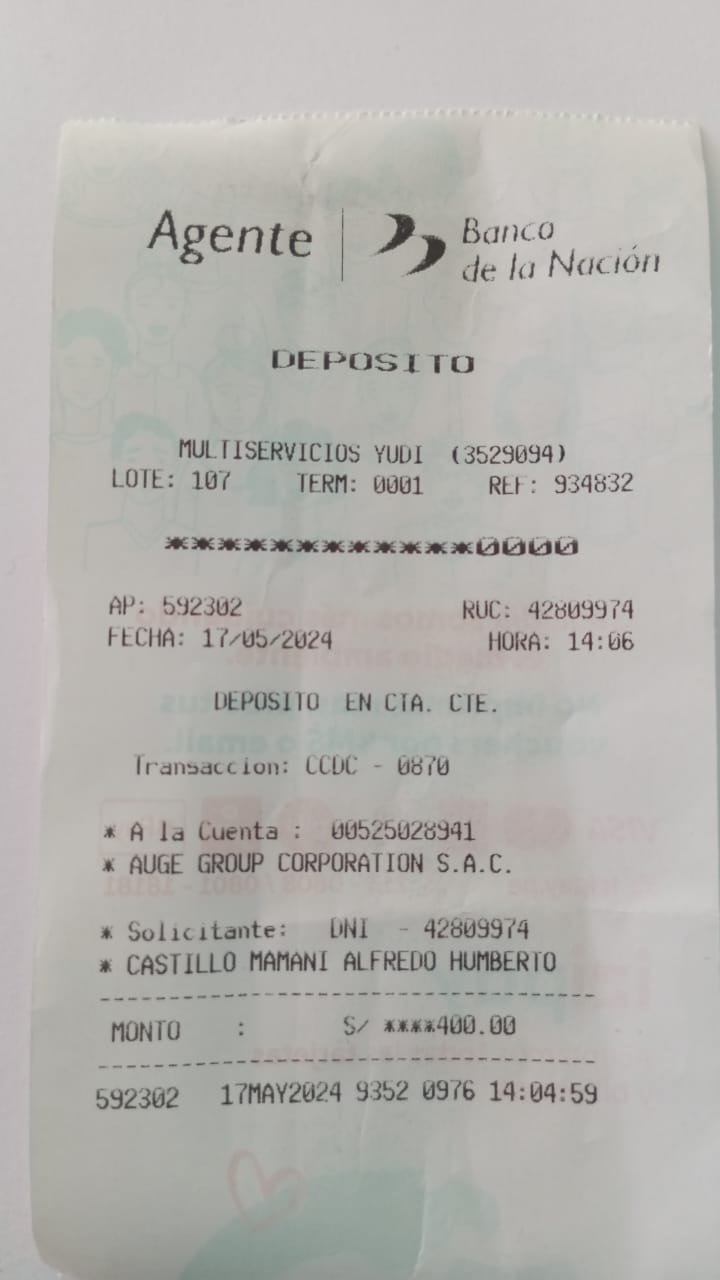 Agente
Banco
de la Nación
DEPOSITO
MULTISERVICIOS YUDI (3529094)
LOTE: 107 TERM: 0001 REF: 934832
************0000
AP: 592302 RUC: 42809974
FECHA: 17/05/2024 HORA: 14:06
DEPOSITO EN CTA. CTE.
Transaccion: CCDC - 0870
* A la Cuenta : 00525028941
* AUGE GROUP CORPORATION S.A.C.
* Solicitante: DNI - 42809974
* CASTILLO MAMANI ALFREDO HUMBERTO
MONTO : S/ ****400.00
592302 17MAY2024 9352 0976 14:04:59